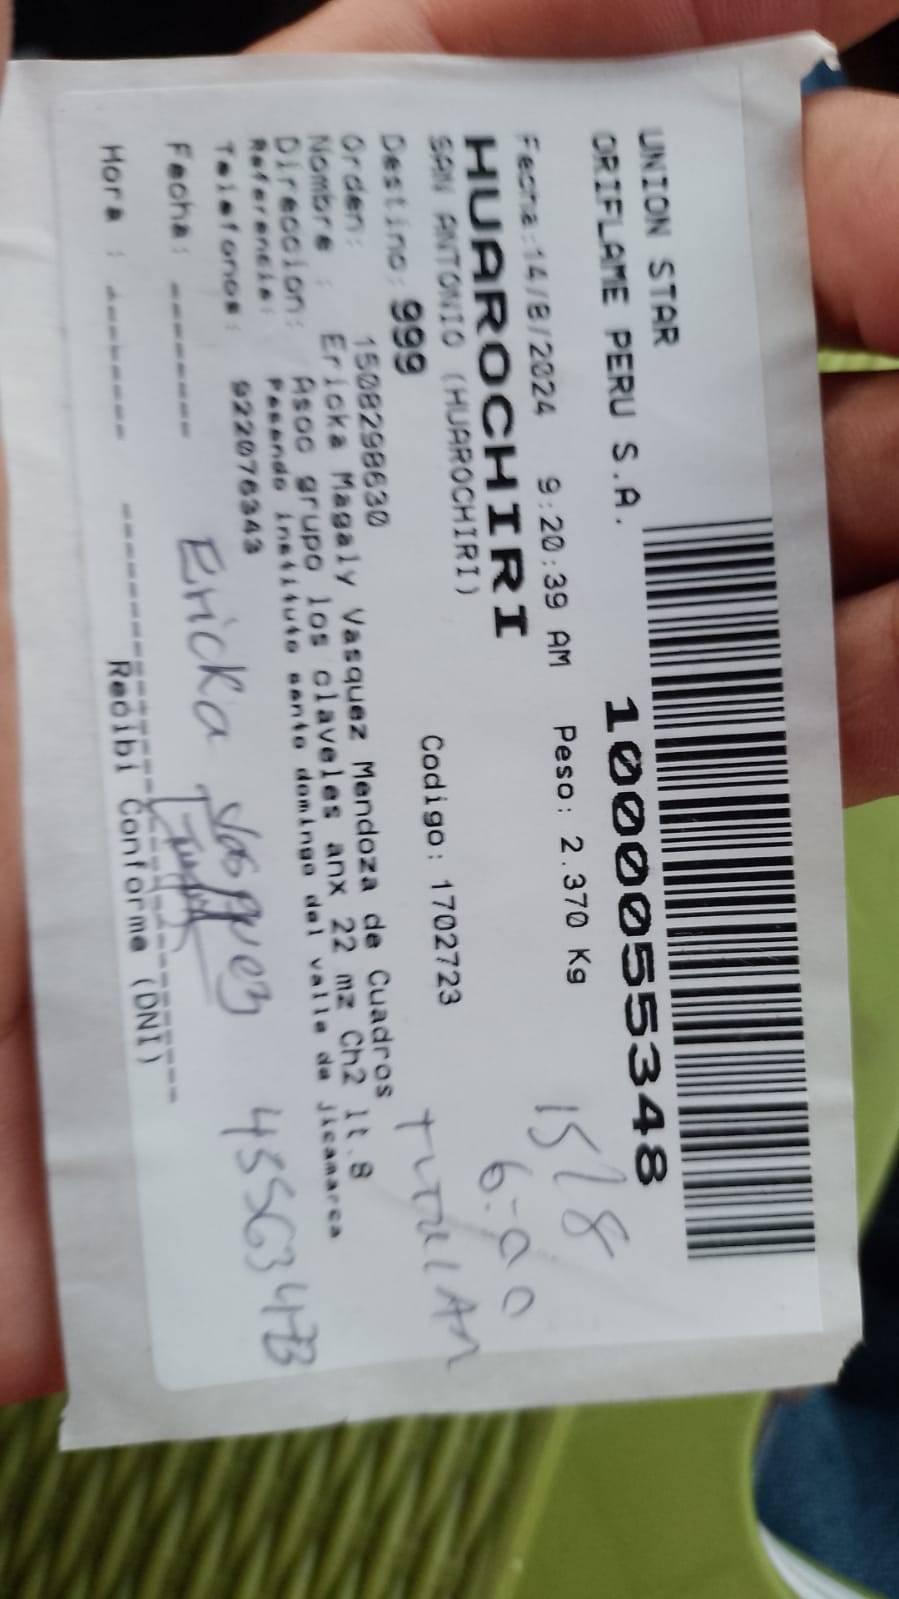 UNION STAR
ORIFLAME PERU S.A.
10000555348
Fecha:14/8/2024 9:20:39 AM Peso: 2.370 Kg
HUAROCHIRI
SAN ANTONIO (HUAROCHIRI)
Destino: 999 Codigo: 1702723
Orden: 1508298630
Nombre : Ericka Magaly Vasquez Mendoza de Cuadros
Direccion: Asoc grupo los claveles anx 22 mz Ch2 lt.8
Referencia: Pasando instituto santo domingo del valle de Jicamarca
Telefonos: 922076343
Fecha: ------
Hora : ------
Recibi Conforme (DNI)
15/8
6:00
TITULAR
Ericka Vasquez